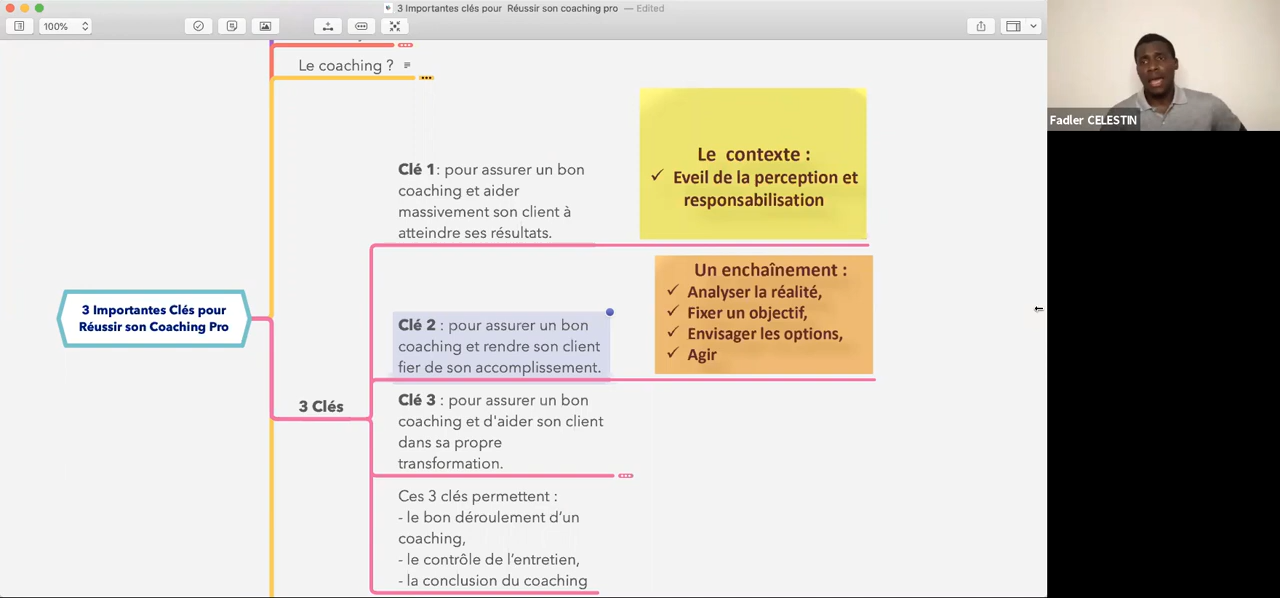 3 Importantes clés pour Réussir son coaching pro — Edited
100%
Fadler CELESTIN
Le coaching ?
Clé 1 : pour assurer un bon
coaching et aider
massivement son client à
atteindre ses résultats.
Le contexte :
✓ Eveil de la perception et
responsabilisation
3 Importantes Clés pour
Réussir son Coaching Pro
3 Clés
Clé 2 : pour assurer un bon
coaching et rendre son client
fier de son accomplissement.
Un enchaînement :
✓ Analyser la réalité,
✓ Fixer un objectif,
✓ Envisager les options,
✓ Agir
Clé 3 : pour assurer un bon
coaching et d'aider son client
dans sa propre
transformation.
Ces 3 clés permettent :
- le bon déroulement d’un
coaching,
- le contrôle de l’entretien,
- la conclusion du coaching